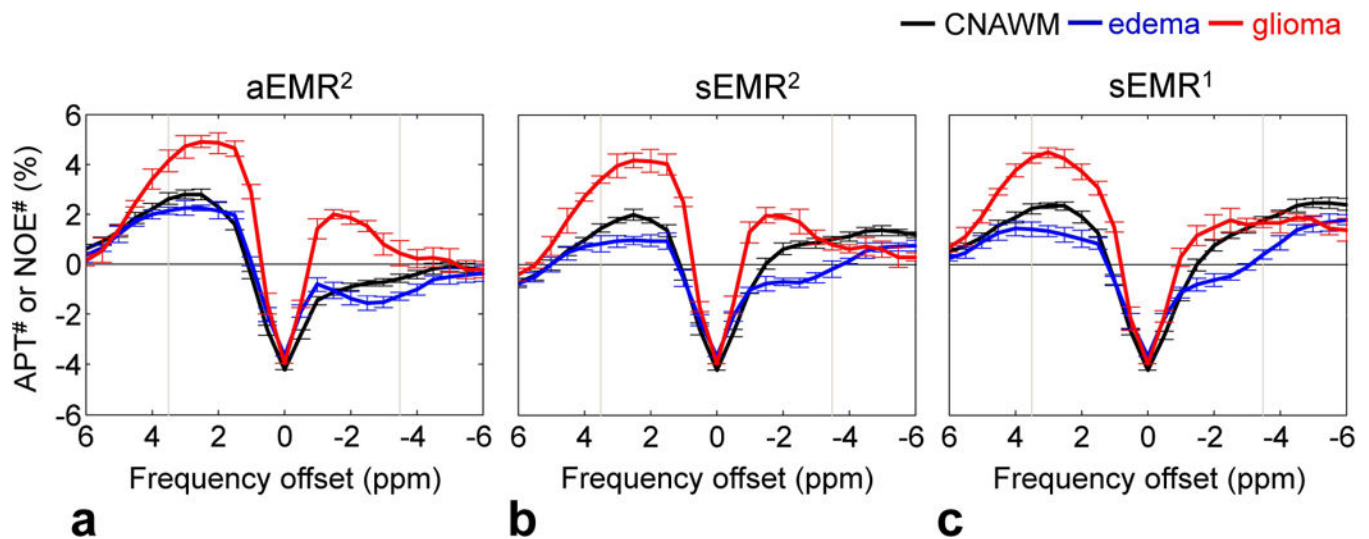 CNAWM edema glioma
aEMR² sEMR² sEMR¹
APT# or NOE# (%)
6
4
2
0
-2
-4
-6
6 4 2 0 -2 -4 -6 6 4 2 0 -2 -4 -6 6 4 2 0 -2 -4 -6
Frequency offset (ppm) Frequency offset (ppm) Frequency offset (ppm)
a b c